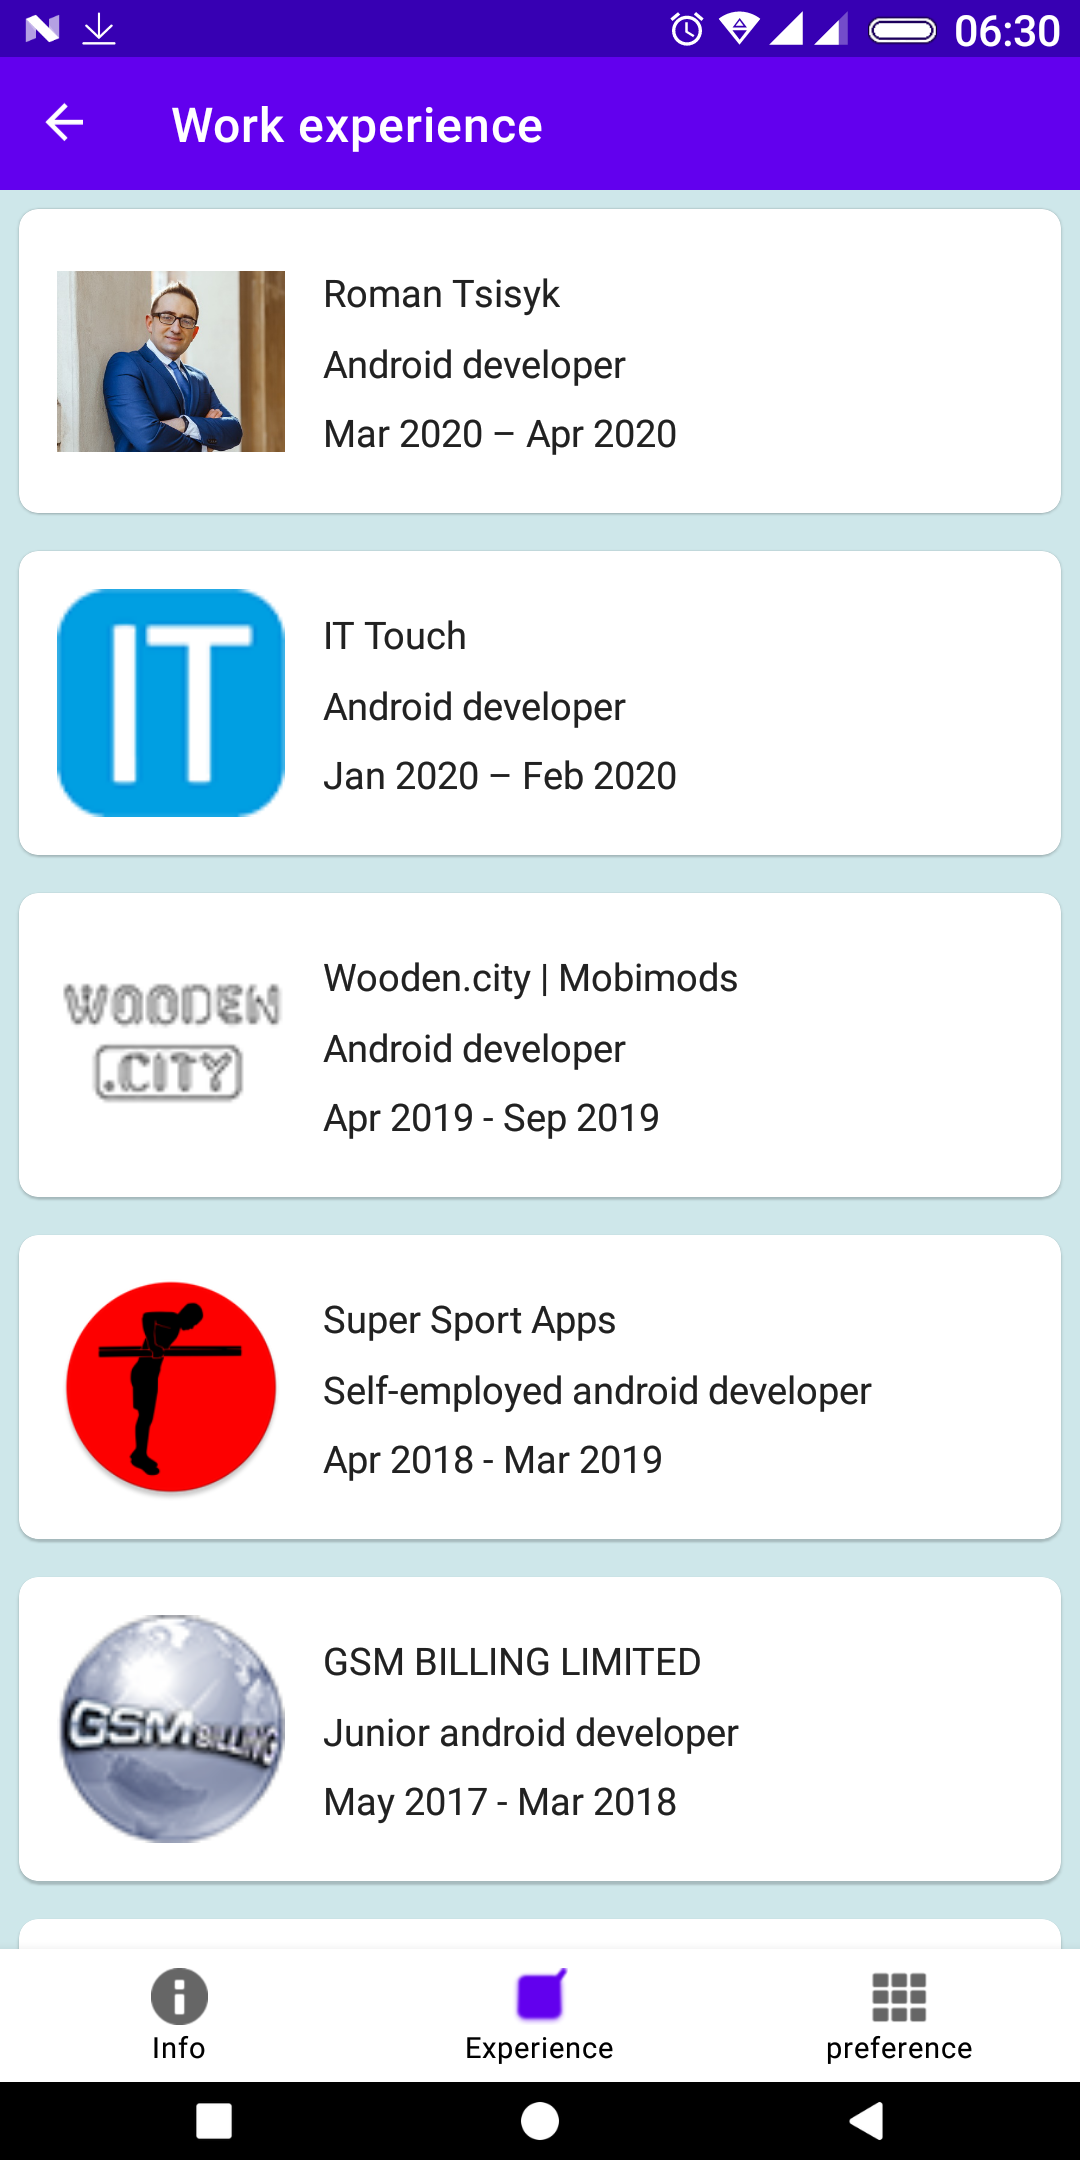 06:30
Work experience
Roman Tsisyk
Android developer
Mar 2020 – Apr 2020
IT
IT Touch
Android developer
Jan 2020 – Feb 2020
WOODEN
.CITY
Wooden.city | Mobimods
Android developer
Apr 2019 - Sep 2019
Super Sport Apps
Self-employed android developer
Apr 2018 - Mar 2019
GSM BILLING
GSM BILLING LIMITED
Junior android developer
May 2017 - Mar 2018
Info
Experience
preference